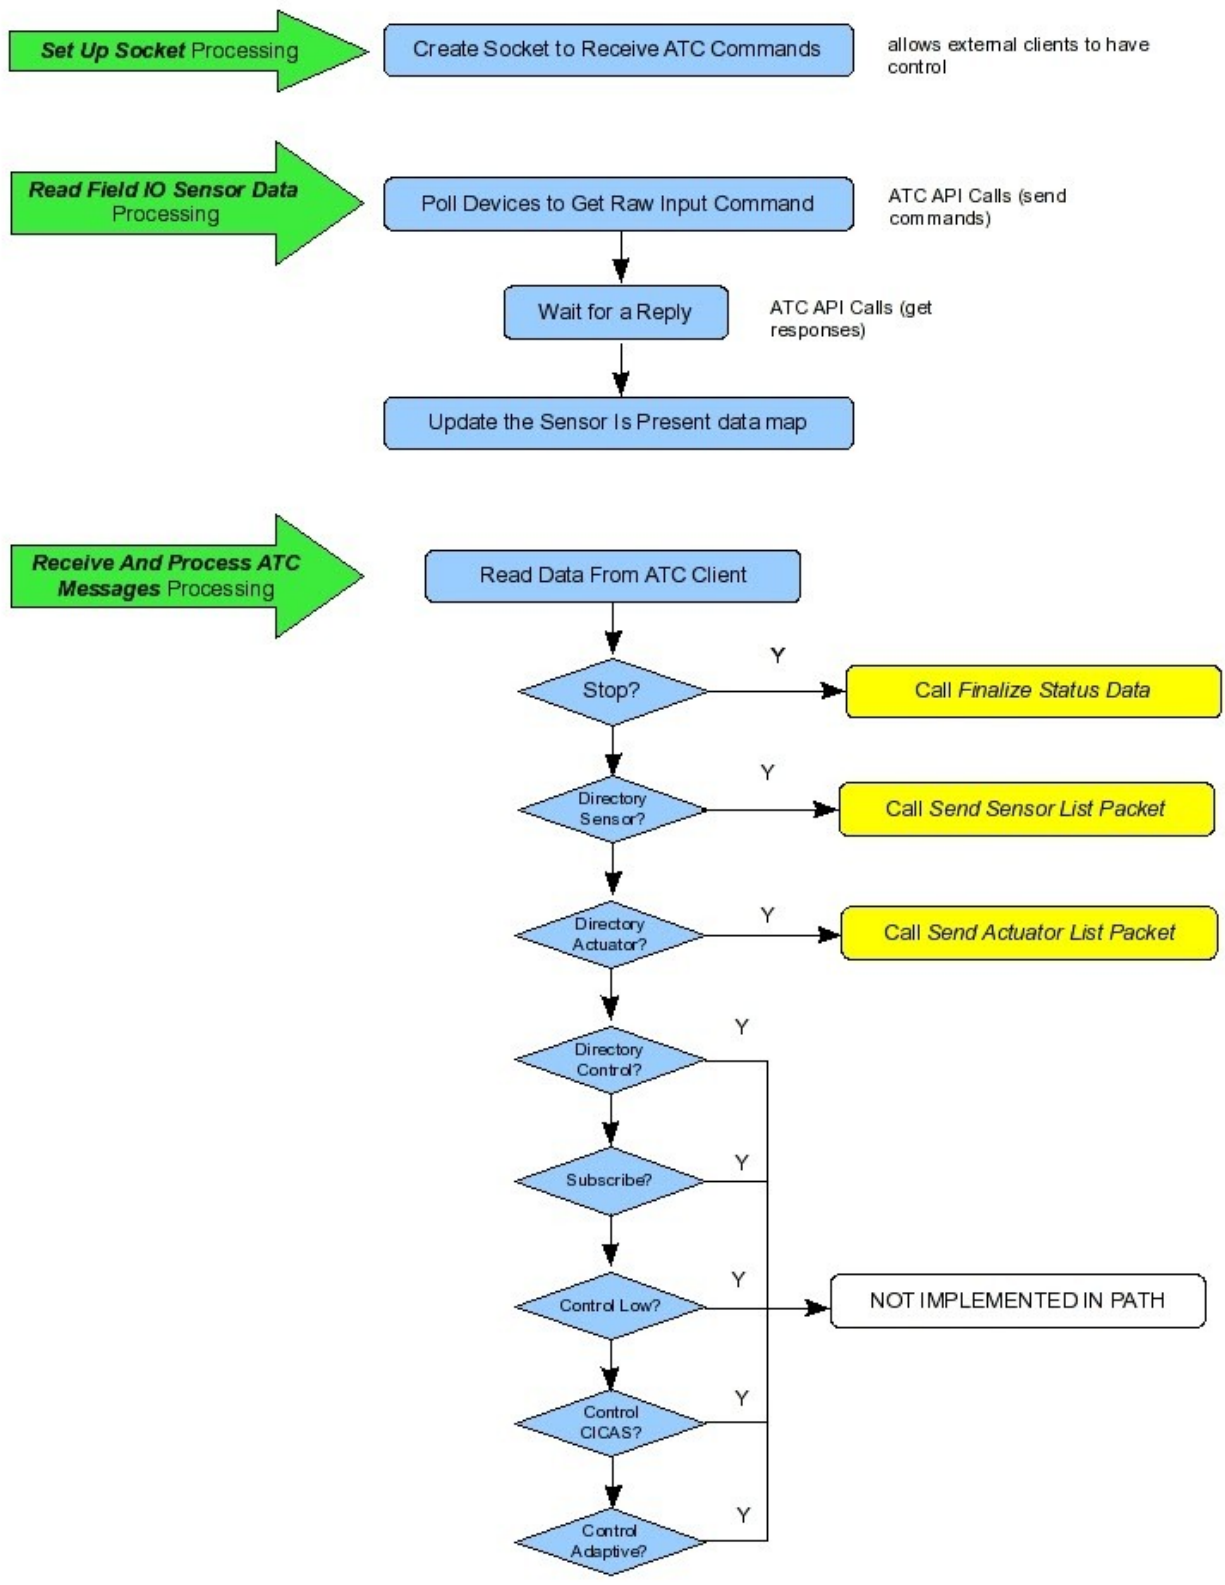 Set Up Socket Processing
Create Socket to Receive ATC Commands
allows external clients to have
control
Read Field IO Sensor Data
Processing
Poll Devices to Get Raw Input Command
ATC API Calls (send
commands)
Wait for a Reply
ATC API Calls (get
responses)
Update the Sensor Is Present data map
Receive And Process ATC
Messages Processing
Read Data From ATC Client
Stop?
Y
Call Finalize Status Data
Directory
Sensor?
Y
Call Send Sensor List Packet
Directory
Actuator?
Y
Call Send Actuator List Packet
Directory
Control?
Y
Subscribe?
Y
Control Low?
Y
NOT IMPLEMENTED IN PATH
Control
CICAS?
Y
Control
Adaptive?
Y